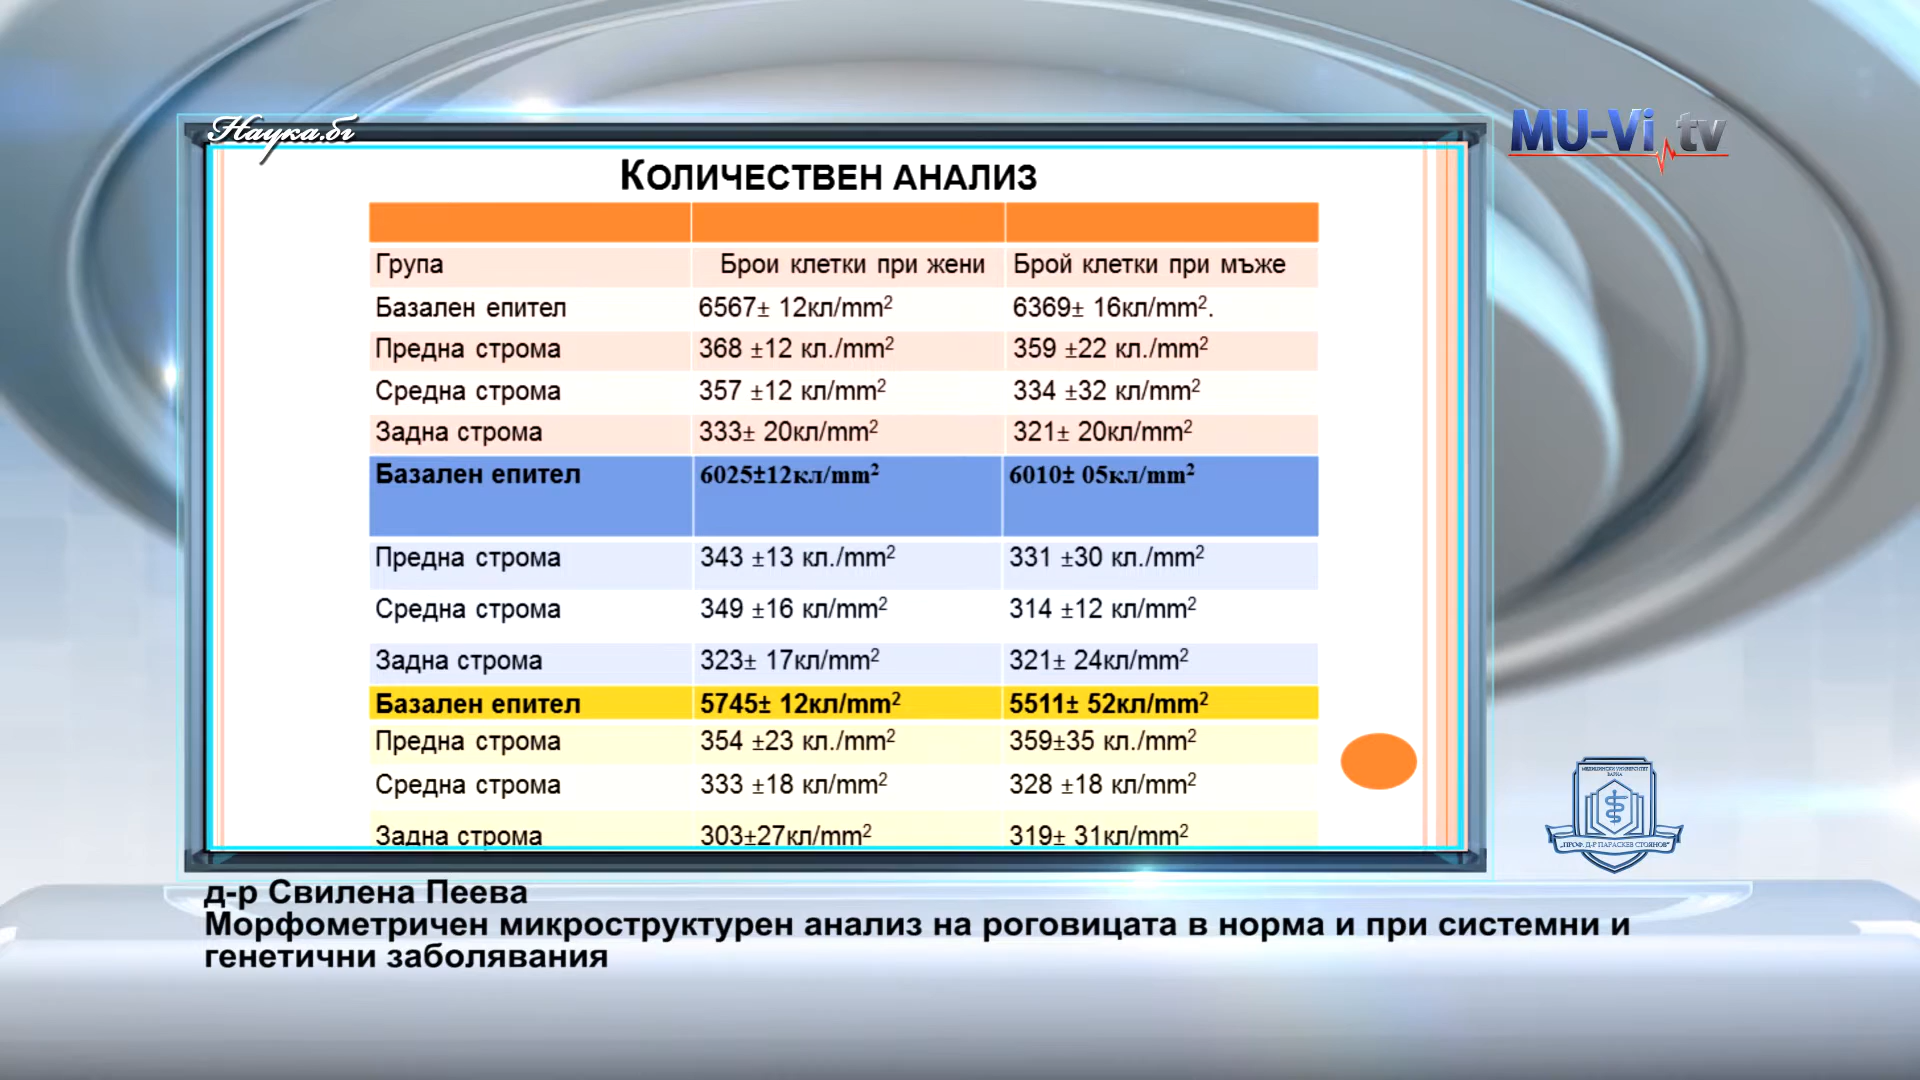 Наука.бг
MU-Vi.tv
КОЛИЧЕСТВЕН АНАЛИЗ
Група Брои клетки при жени Брой клетки при мъже
Базален епител 6567± 12кл/mm² 6369± 16кл/mm².
Предна строма 368 ±12 кл./mm² 359 ±22 кл./mm²
Средна строма 357 ±12 кл/mm² 334 ±32 кл/mm²
Задна строма 333± 20кл/mm² 321± 20кл/mm²
Базален епител 6025±12кл/mm² 6010± 05кл/mm²
Предна строма 343 ±13 кл./mm² 331 ±30 кл./mm²
Средна строма 349 ±16 кл/mm² 314 ±12 кл/mm²
Задна строма 323± 17кл/mm² 321± 24кл/mm²
Базален епител 5745± 12кл/mm² 5511± 52кл/mm²
Предна строма 354 ±23 кл./mm² 359±35 кл./mm²
Средна строма 333 ±18 кл/mm² 328 ±18 кл/mm²
Задна строма 303±27кл/mm² 319± 31кл/mm²
МЕДИЦИНСКИ УНИВЕРСИТЕТ
ВАРНА
„ПРОФ. Д-Р ПАРАСКЕВ СТОЯНОВ"
д-р Свилена Пеева
Морфометричен микроструктурен анализ на роговицата в норма и при системни и
генетични заболявания